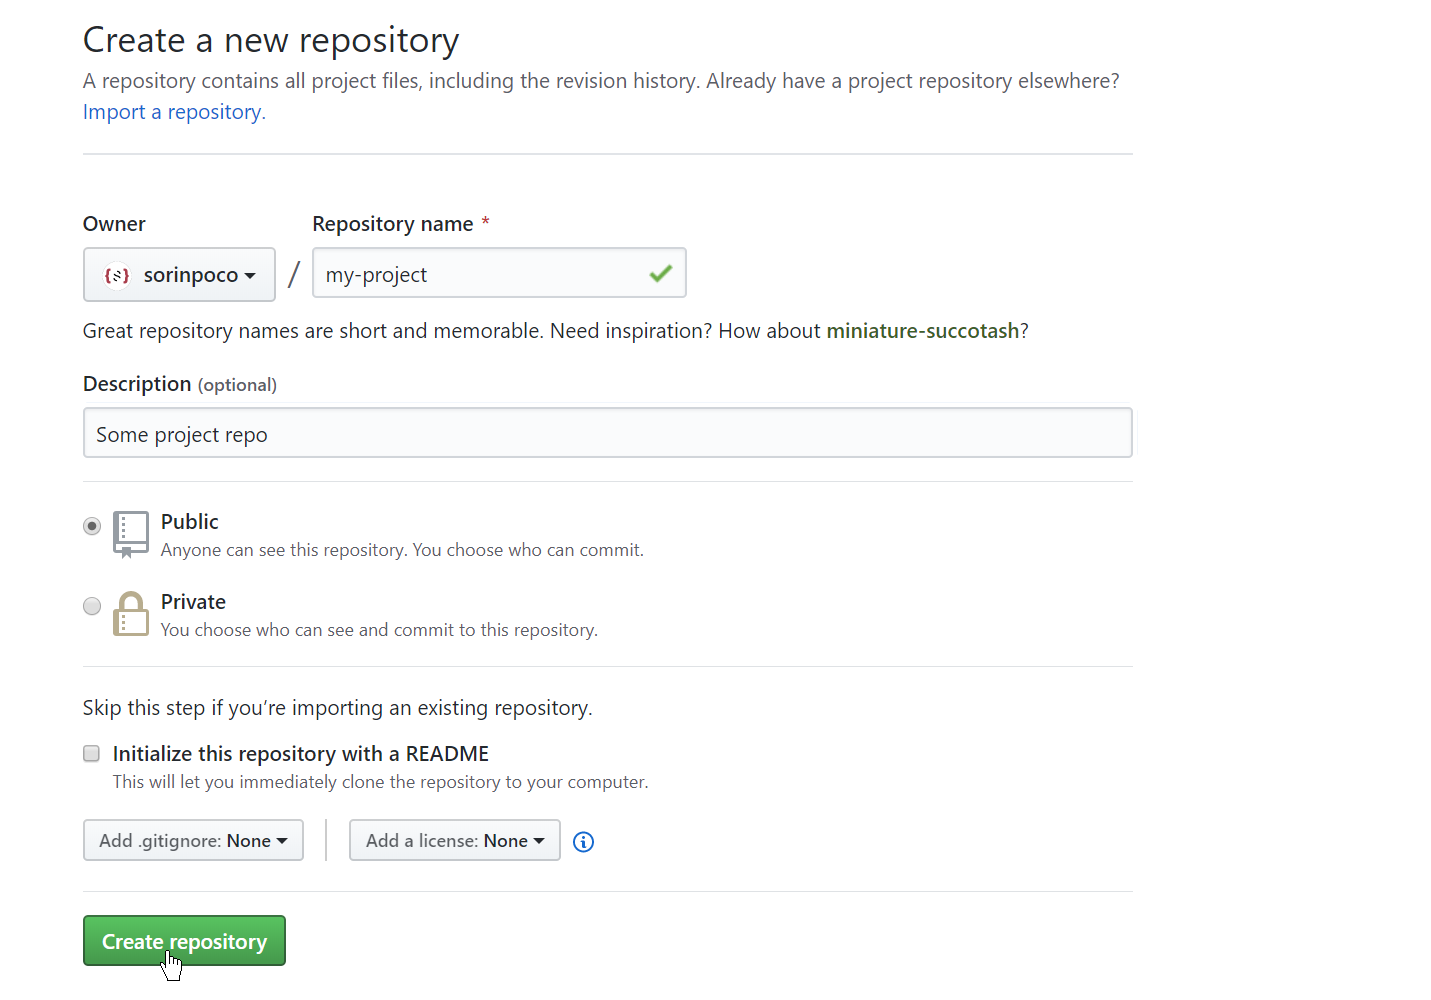 Create a new repository
A repository contains all project files, including the revision history. Already have a project repository elsewhere?
Import a repository.
Owner Repository name *
{s} sorinpoco / my-project
Great repository names are short and memorable. Need inspiration? How about miniature-succotash?
Description (optional)
Some project repo
Public
Anyone can see this repository. You choose who can commit.
Private
You choose who can see and commit to this repository.
Skip this step if you’re importing an existing repository.
Initialize this repository with a README
This will let you immediately clone the repository to your computer.
Add .gitignore: None Add a license: None
Create repository